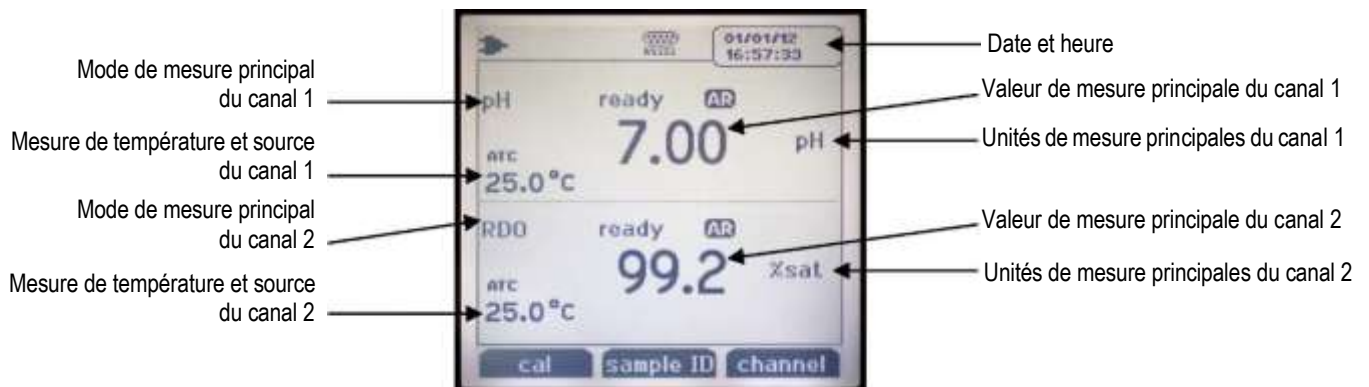 01/01/12
16:57:33
Date et heure
Mode de mesure principal
du canal 1
pH
ready AR
7.00
pH
Valeur de mesure principale du canal 1
Unités de mesure principales du canal 1
Mesure de température et source
du canal 1
ATC
25.0°C
Mode de mesure principal
du canal 2
RDO
ready AR
99.2
%sat
Valeur de mesure principale du canal 2
Unités de mesure principales du canal 2
Mesure de température et source
du canal 2
ATC
25.0°C
cal
sample ID
channel